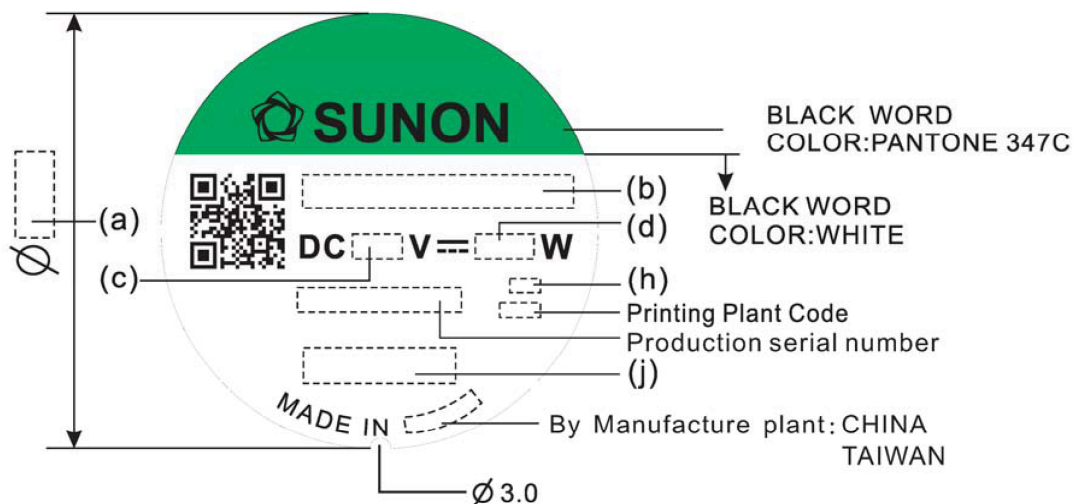 SUNON
BLACK WORD
COLOR:PANTONE 347C
(b)
(a)
(d)
BLACK WORD
COLOR:WHITE
DC V W
Ø
(c)
(h)
Printing Plant Code
Production serial number
(j)
MADE IN
By Manufacture plant: CHINA
TAIWAN
Ø 3.0